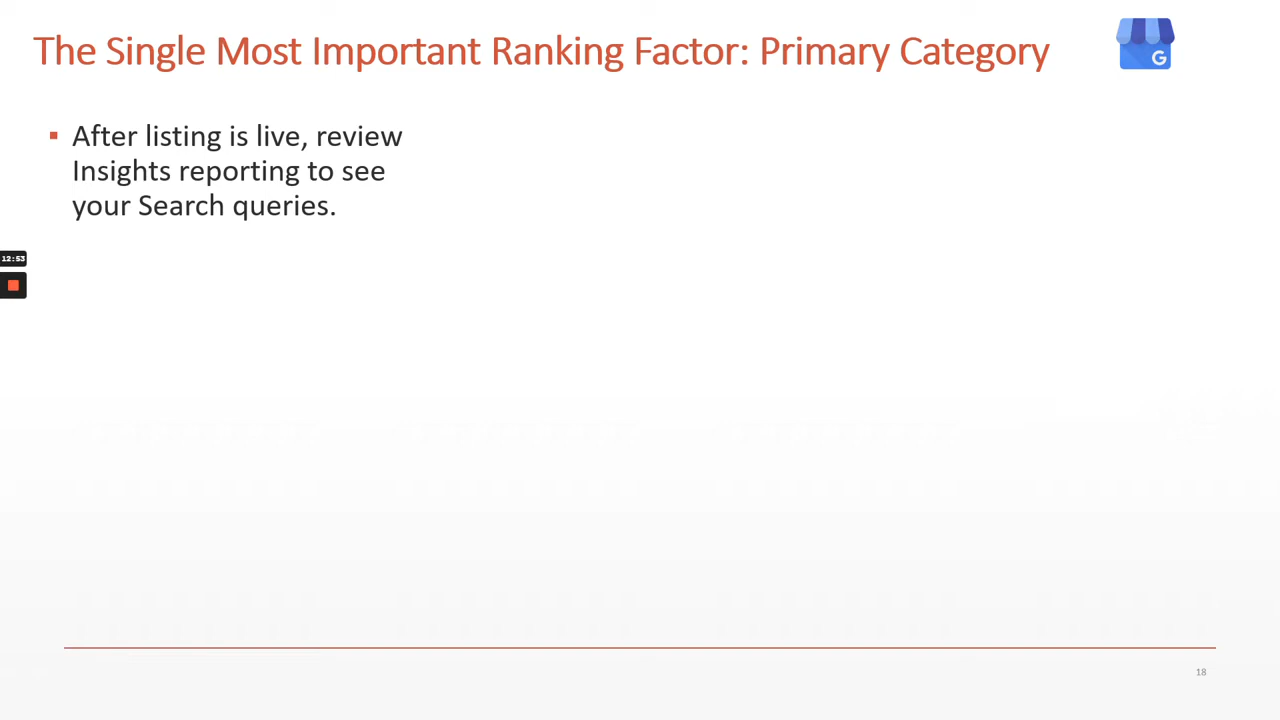 The Single Most Important Ranking Factor: Primary Category
G
▪ After listing is live, review
Insights reporting to see
your Search queries.
12:53
18